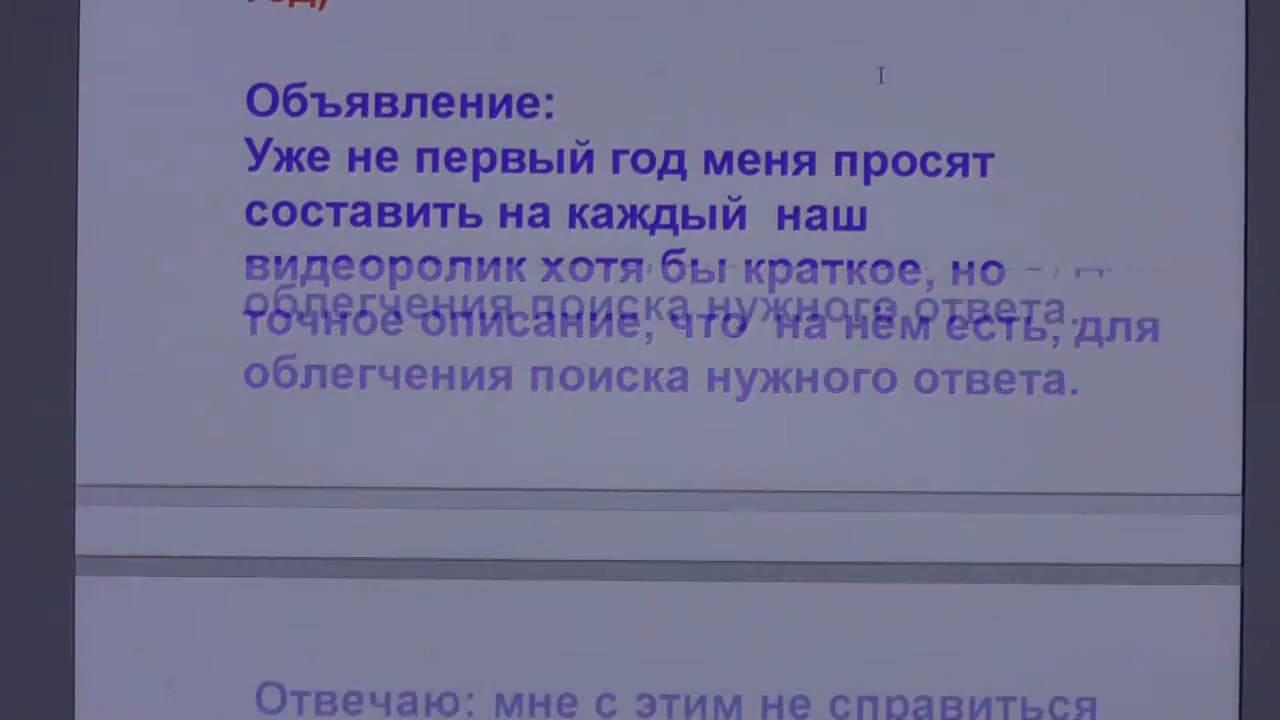 год)
Объявление:
Уже не первый год меня просят
составить на каждый наш
видеоролик хотя бы краткое, но
облегчения поиска нужного ответа.
точное описание, что на нём есть, для
облегчения поиска нужного ответа.
Отвечаю: мне с этим не справиться